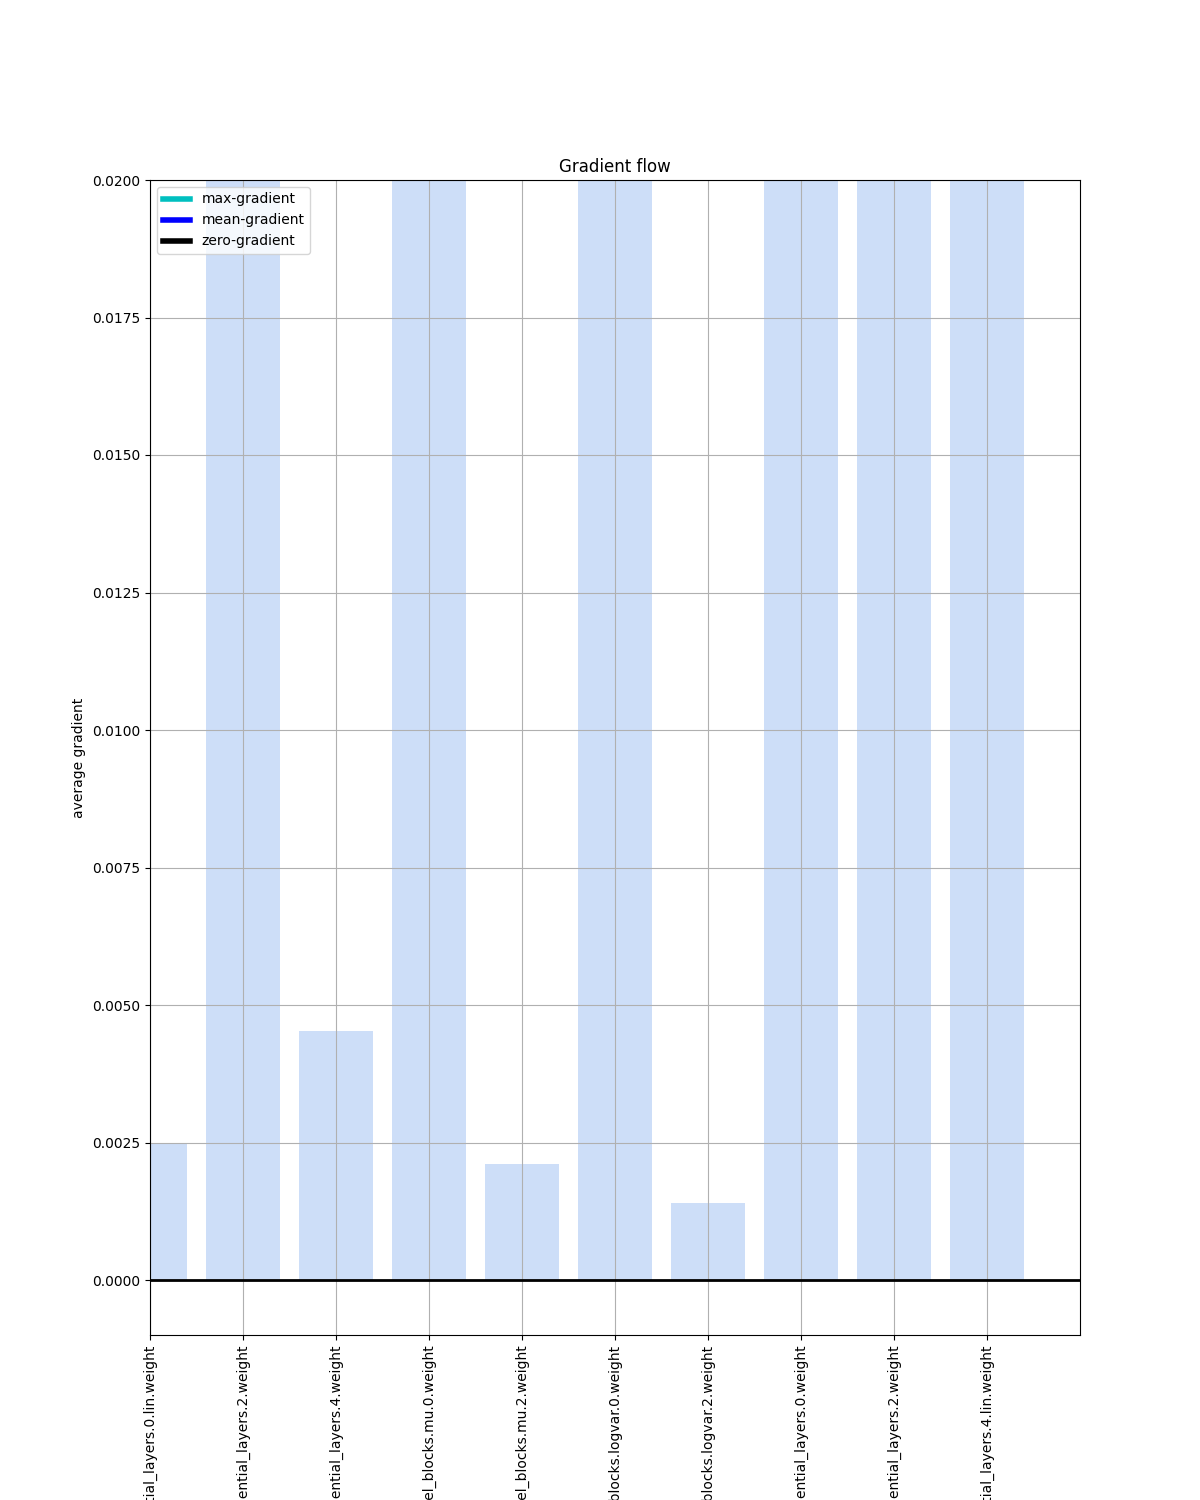 Gradient flow
max-gradient
mean-gradient
zero-gradient
0.0200
0.0175
0.0150
0.0125
0.0100
0.0075
0.0050
0.0025
0.0000
average gradient
tial_layers.0.lin.weight
ential_layers.2.weight
ential_layers.4.weight
el_blocks.mu.0.weight
el_blocks.mu.2.weight
blocks.logvar.0.weight
blocks.logvar.2.weight
ential_layers.0.weight
ential_layers.2.weight
tial_layers.4.lin.weight